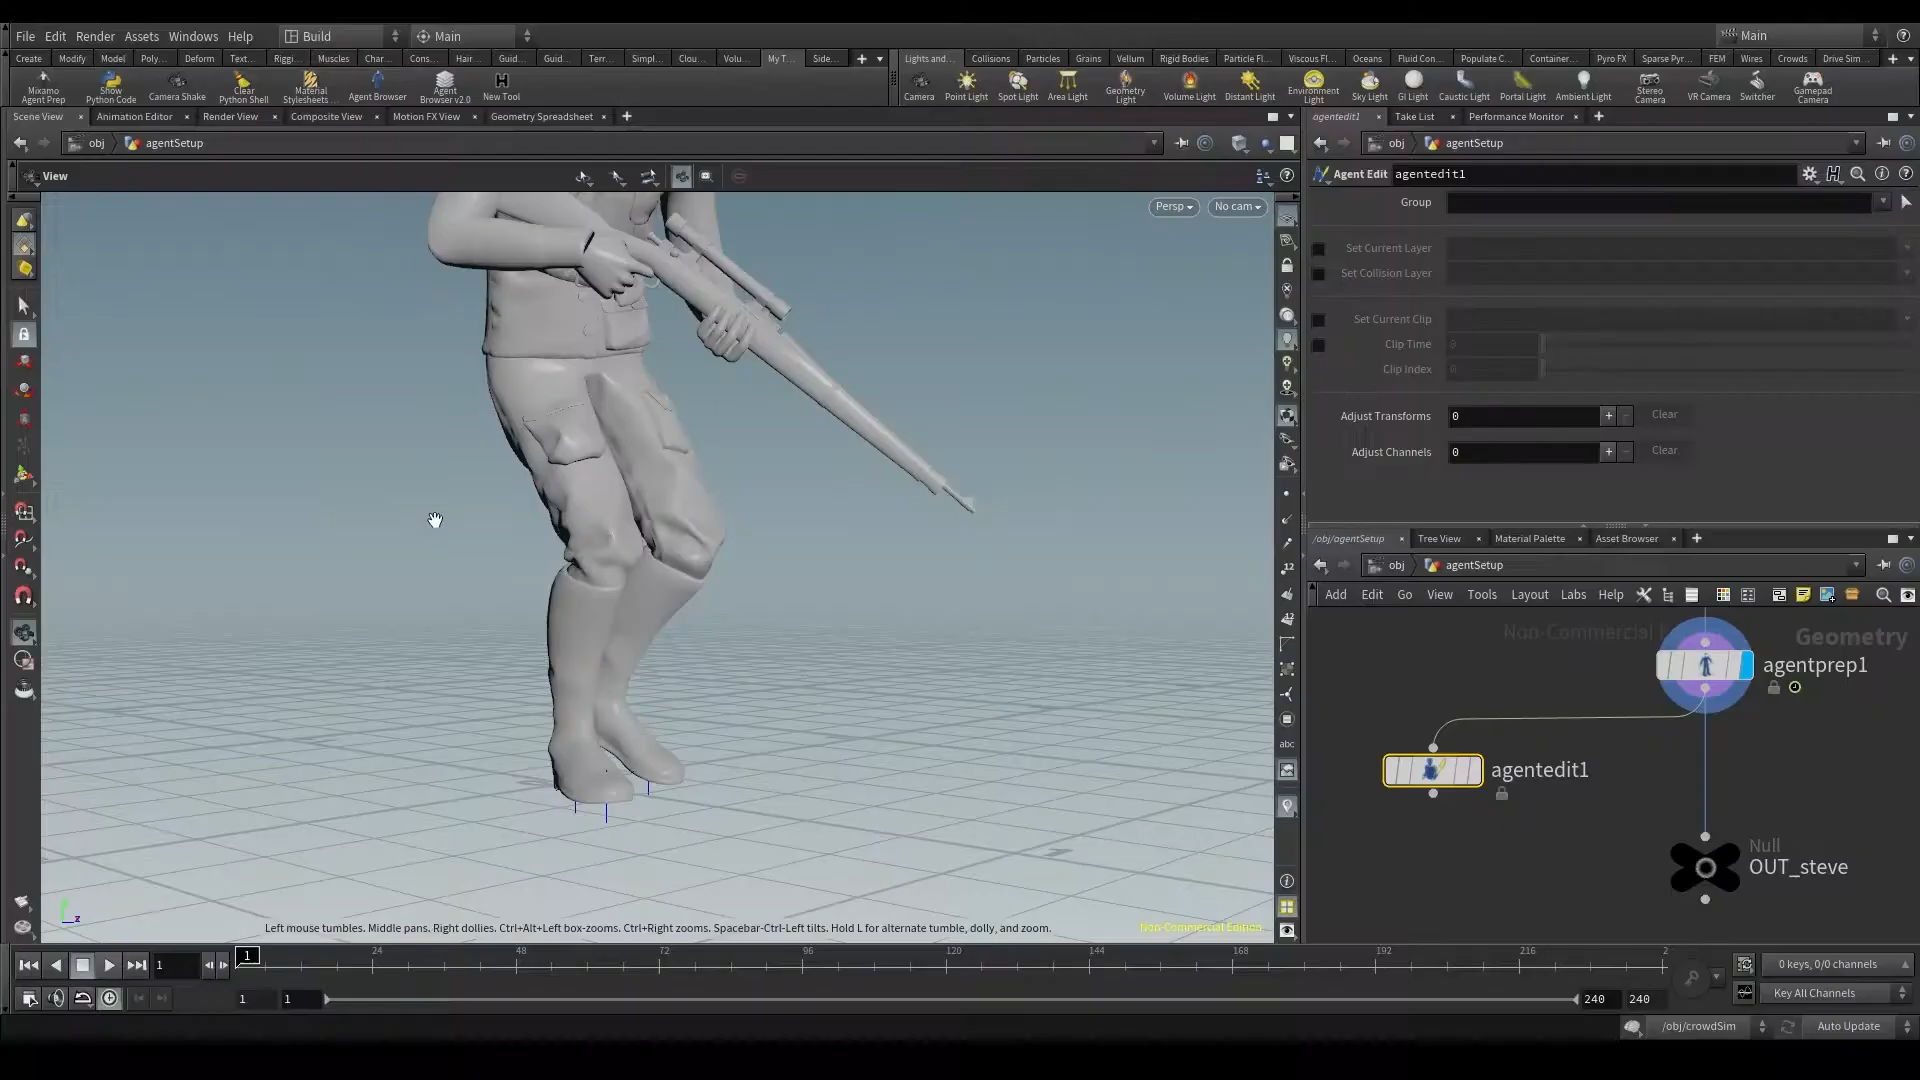 File Edit Render Assets Windows Help Build Main Main
Create Modify Model Poly... Deform Text... Riggi... Muscles Char... Cons... Hair... Guid... Guid... Terr... Simpl... Clou... Volu... My T... Side... Lights and... Collisions Particles Grains Vellum Rigid Bodies Particle Fl... Viscous Fl... Oceans Fluid Con... Populate C... Container... Pyro FX Sparse Pyr... FEM Wires Crowds Drive Sim...
Mixamo Agent Prep
Show Python Code
Camera Shake
Clear Python Shell
Material Stylesheets...
Agent Browser
Agent Browser v2.0
New Tool
Camera
Point Light
Spot Light
Area Light
Geometry Light
Volume Light
Distant Light
Environment Light
Sky Light
GI Light
Caustic Light
Portal Light
Ambient Light
Stereo Camera
VR Camera
Switcher
Gamepad Camera
Scene View Animation Editor Render View Composite View Motion FX View Geometry Spreadsheet
obj agentSetup
View
Persp No cam
Left mouse tumbles. Middle pans. Right dollies. Ctrl+Alt+Left box-zooms. Ctrl+Right zooms. Spacebar-Ctrl-Left tilts. Hold L for alternate tumble, dolly, and zoom.
Non-Commercial Edition
z
12
12
abc
agentedit1 Take List Performance Monitor
obj agentSetup
Agent Edit agentedit1
Group
Set Current Layer
Set Collision Layer
Set Current Clip
Clip Time 0
Clip Index 0
Adjust Transforms 0 Clear
Adjust Channels 0 Clear
/obj/agentSetup Tree View Material Palette Asset Browser
obj agentSetup
Add Edit Go View Tools Layout Labs Help
Non-Commercial Geometry
agentprep1
agentedit1
Null
OUT_steve
1 1 24 48 72 96 120 144 168 192 216 2
1 1 240 240
0 keys, 0/0 channels
Key All Channels
/obj/crowdSim Auto Update